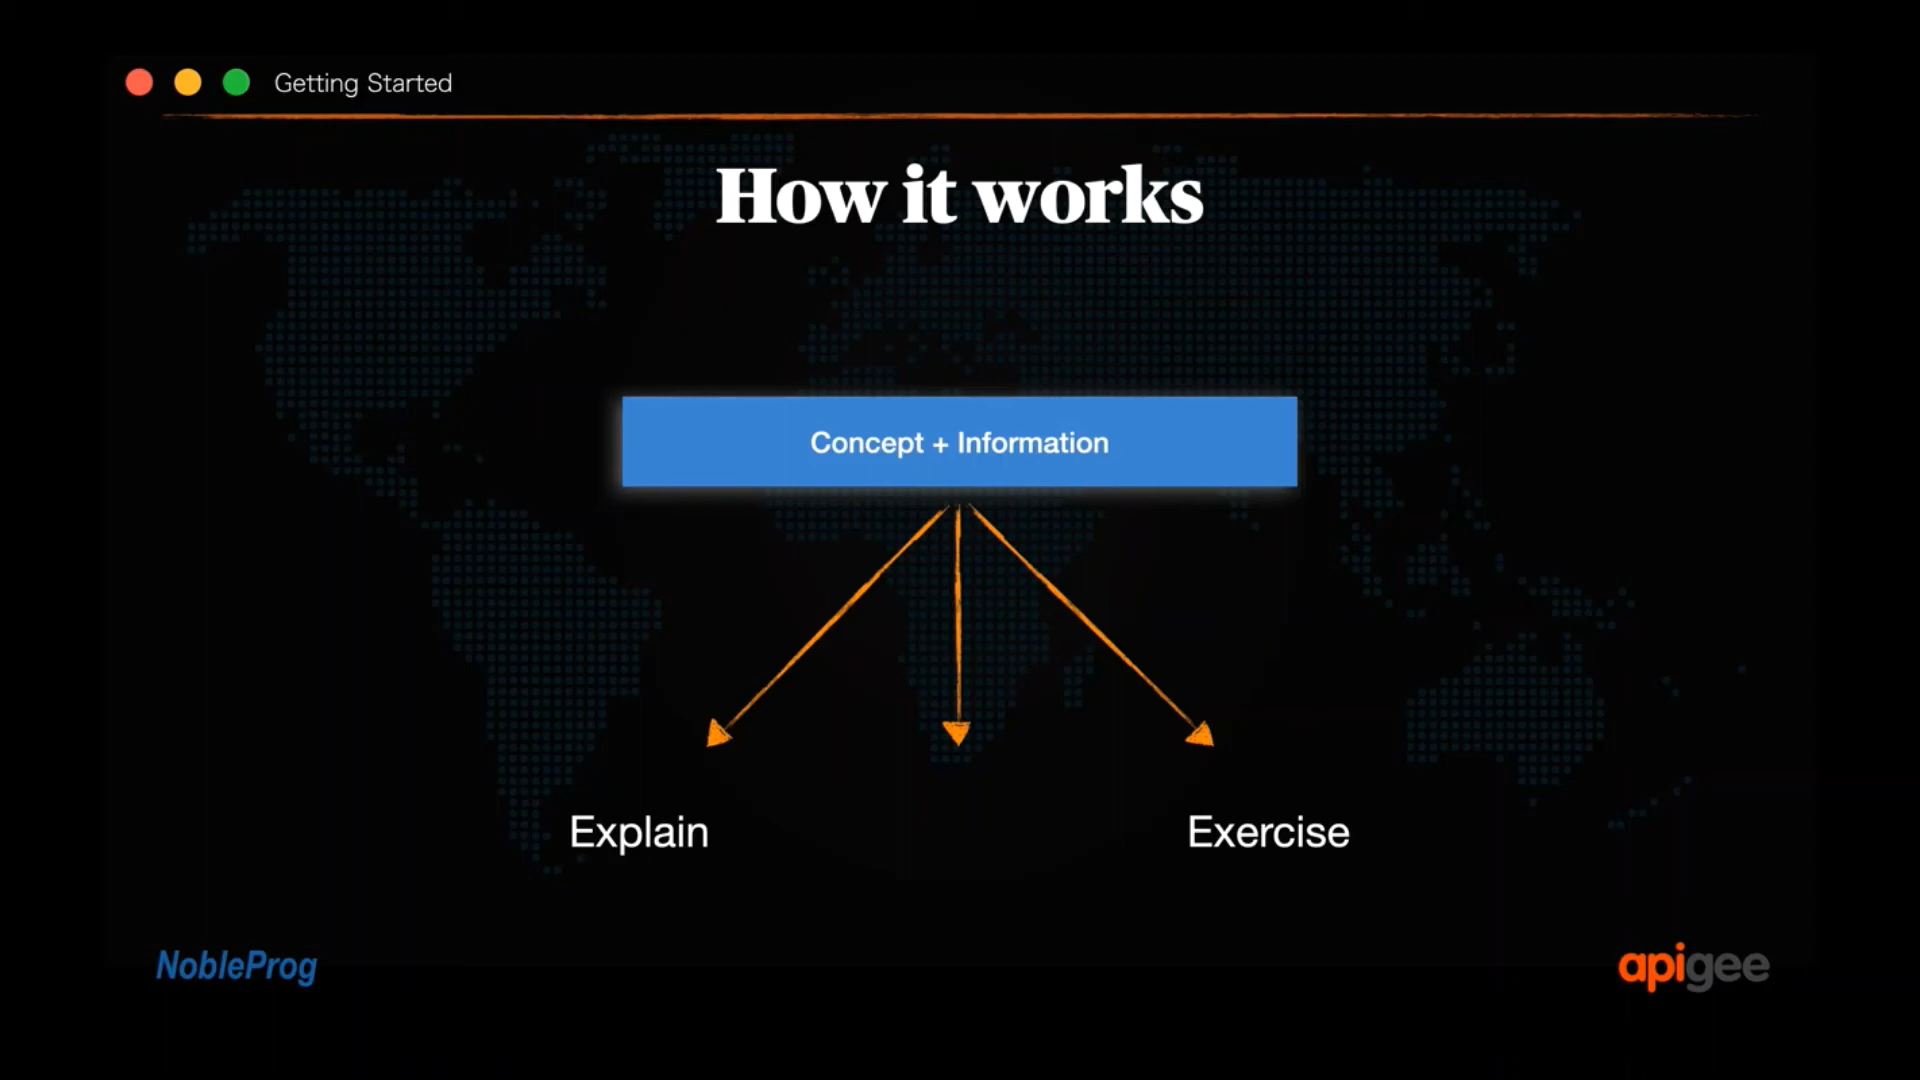 Getting Started
How it works
Concept + Information
Explain
Exercise
NobleProg
apigee